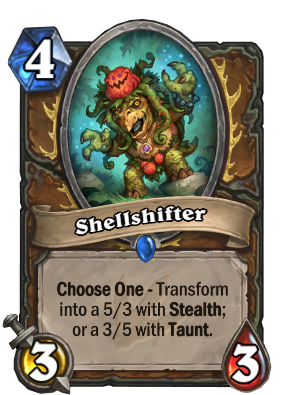 4
Shellshifter
Choose One - Transform
into a 5/3 with Stealth;
or a 3/5 with Taunt.
3
3